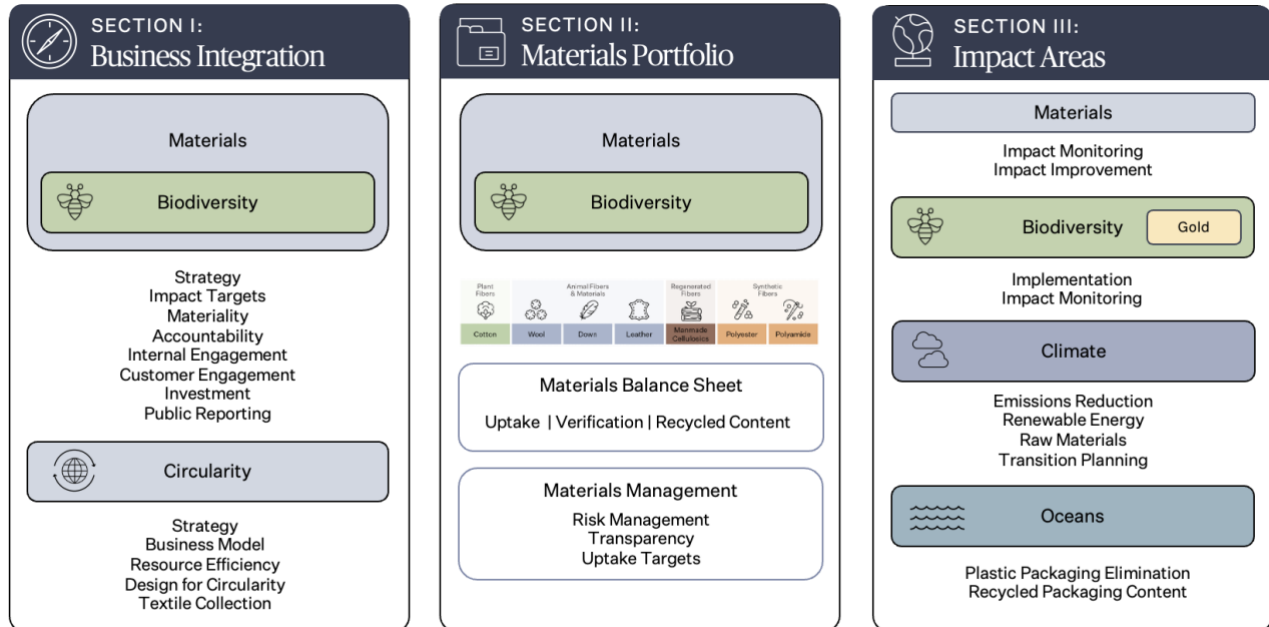 SECTION I:
Business Integration
Materials
Biodiversity
Strategy
Impact Targets
Materiality
Accountability
Internal Engagement
Customer Engagement
Investment
Public Reporting
Circularity
Strategy
Business Model
Resource Efficiency
Design for Circularity
Textile Collection
SECTION II:
Materials Portfolio
Materials
Biodiversity
Plant Fibers
Animal Fibers & Materials
Regenerated Fibers
Synthetic Fibers
Cotton
Wool
Down
Leather
Manmade Cellulosics
Polyester
Polyamide
Materials Balance Sheet
Uptake | Verification | Recycled Content
Materials Management
Risk Management
Transparency
Uptake Targets
SECTION III:
Impact Areas
Materials
Impact Monitoring
Impact Improvement
Biodiversity
Gold
Implementation
Impact Monitoring
Climate
Emissions Reduction
Renewable Energy
Raw Materials
Transition Planning
Oceans
Plastic Packaging Elimination
Recycled Packaging Content